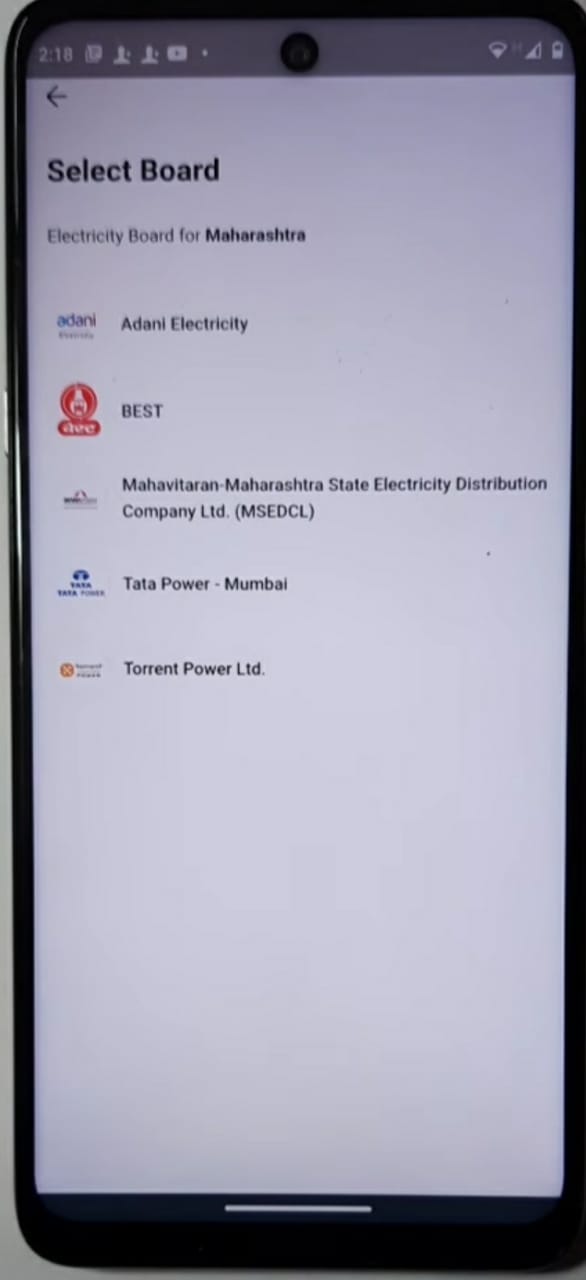 2:18
Select Board
Electricity Board for Maharashtra
adani
Adani Electricity
BEST
Mahavitaran-Maharashtra State Electricity Distribution
Company Ltd. (MSEDCL)
TATA
TATA POWER
Tata Power - Mumbai
Torrent Power Ltd.